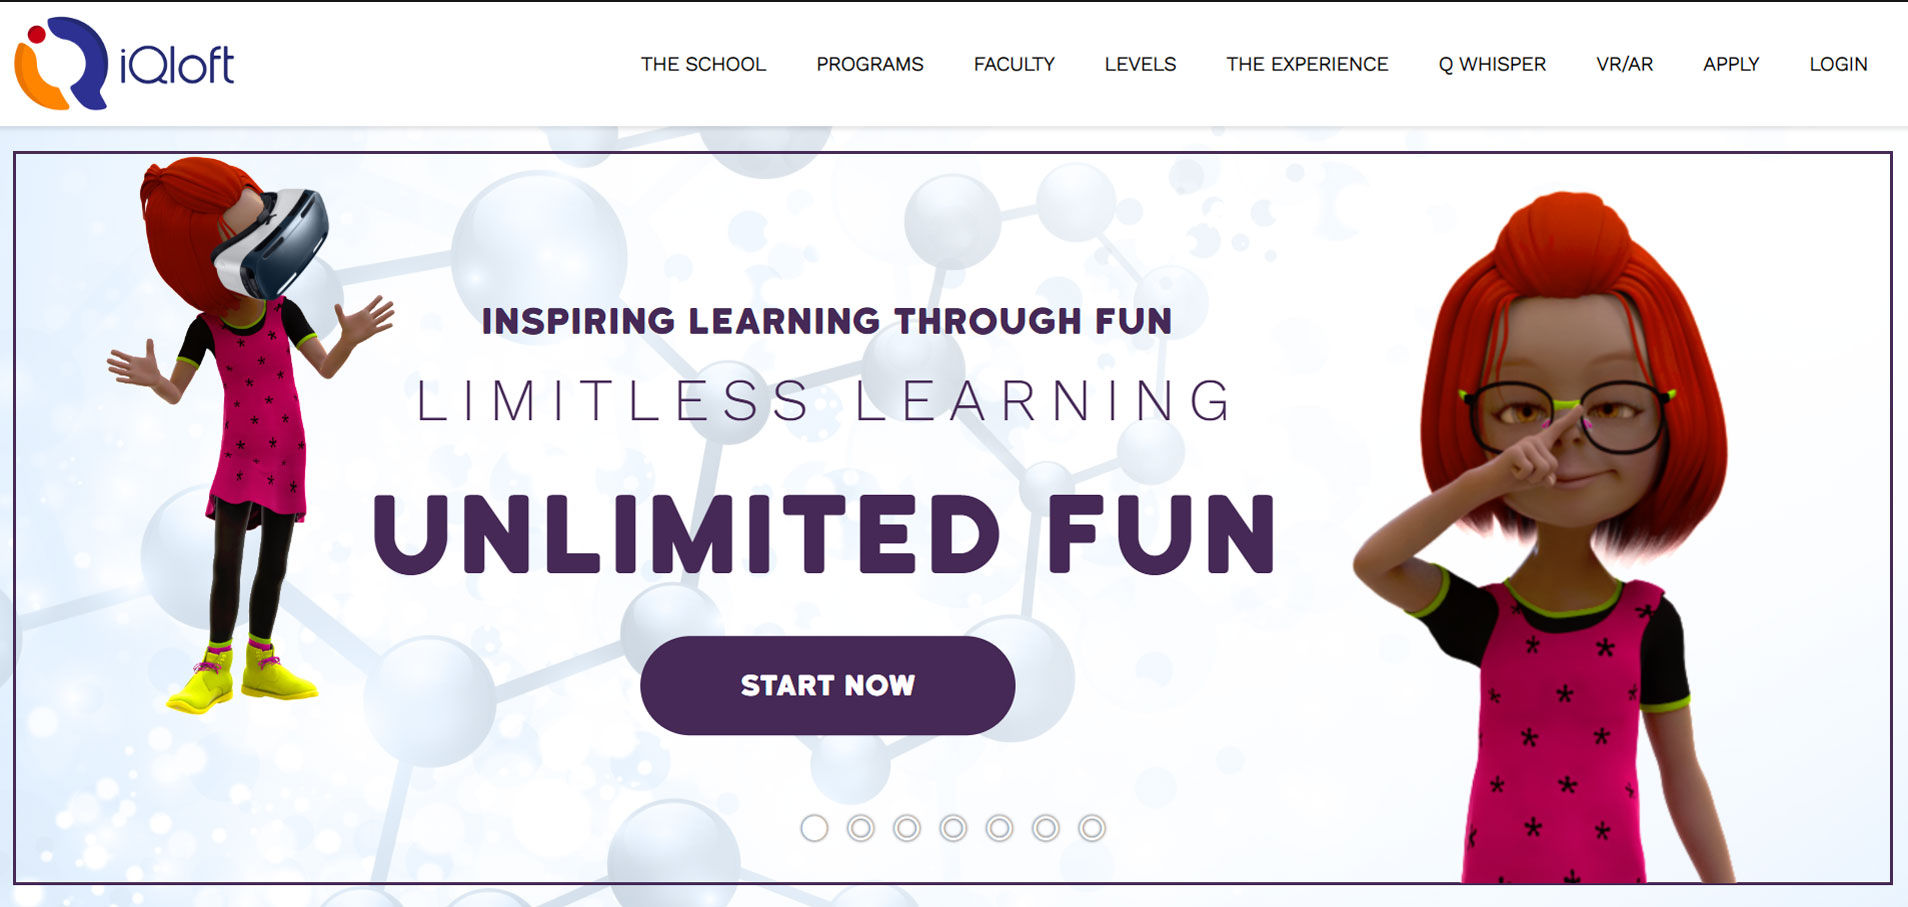 iQloft
THE SCHOOL PROGRAMS FACULTY LEVELS THE EXPERIENCE Q WHISPER VR/AR APPLY LOGIN
INSPIRING LEARNING THROUGH FUN
LIMITLESS LEARNING
UNLIMITED FUN
START NOW